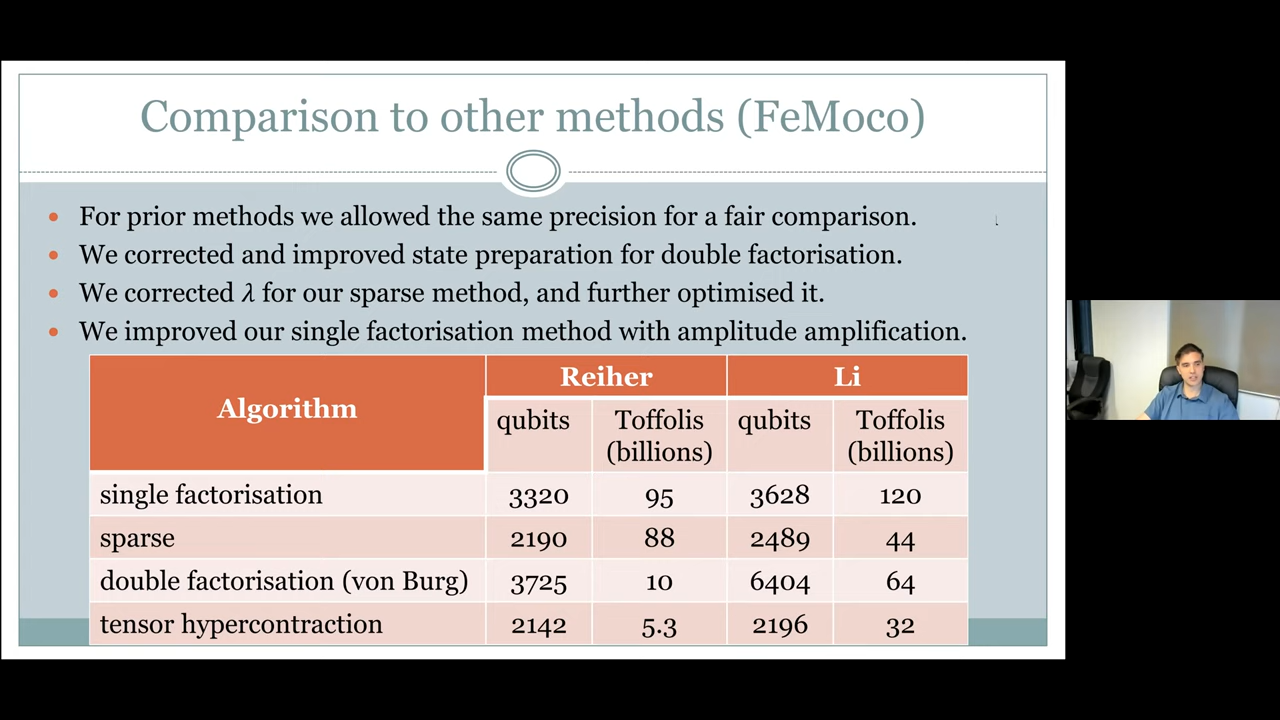 Comparison to other methods (FeMoco)
• For prior methods we allowed the same precision for a fair comparison.
• We corrected and improved state preparation for double factorisation.
• We corrected λ for our sparse method, and further optimised it.
• We improved our single factorisation method with amplitude amplification.
Algorithm Reiher Li
qubits Toffolis (billions) qubits Toffolis (billions)
single factorisation 3320 95 3628 120
sparse 2190 88 2489 44
double factorisation (von Burg) 3725 10 6404 64
tensor hypercontraction 2142 5.3 2196 32